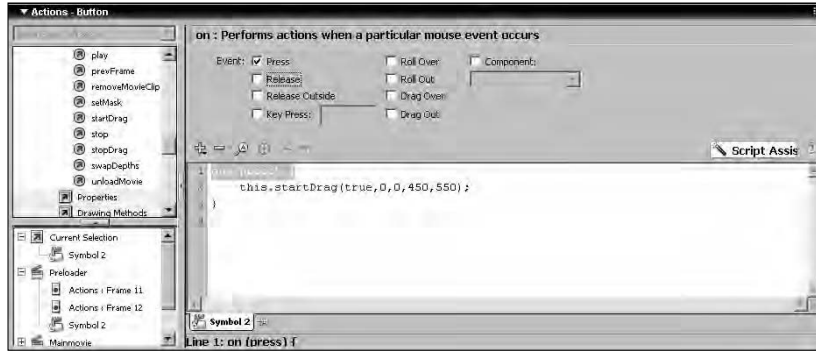 Actions - Button
on : Performs actions when a particular mouse event occurs
Event:
Press
Roll Over
Component:
Release
Roll Out
Release Outside
Drag Over
Key Press:
Drag Out
play
prevFrame
removeMovieClip
setMask
startDrag
stop
stopDrag
swapDepths
unloadMovie
Properties
Drawing Methods
Script Assis
1
2 this.startDrag(true,0,0,450,550);
3 }
4
Current Selection
Symbol 2
Preloader
Actions : Frame 11
Actions : Frame 12
Symbol 2
Mainmovie
Symbol 2
Line 1: on (press) {